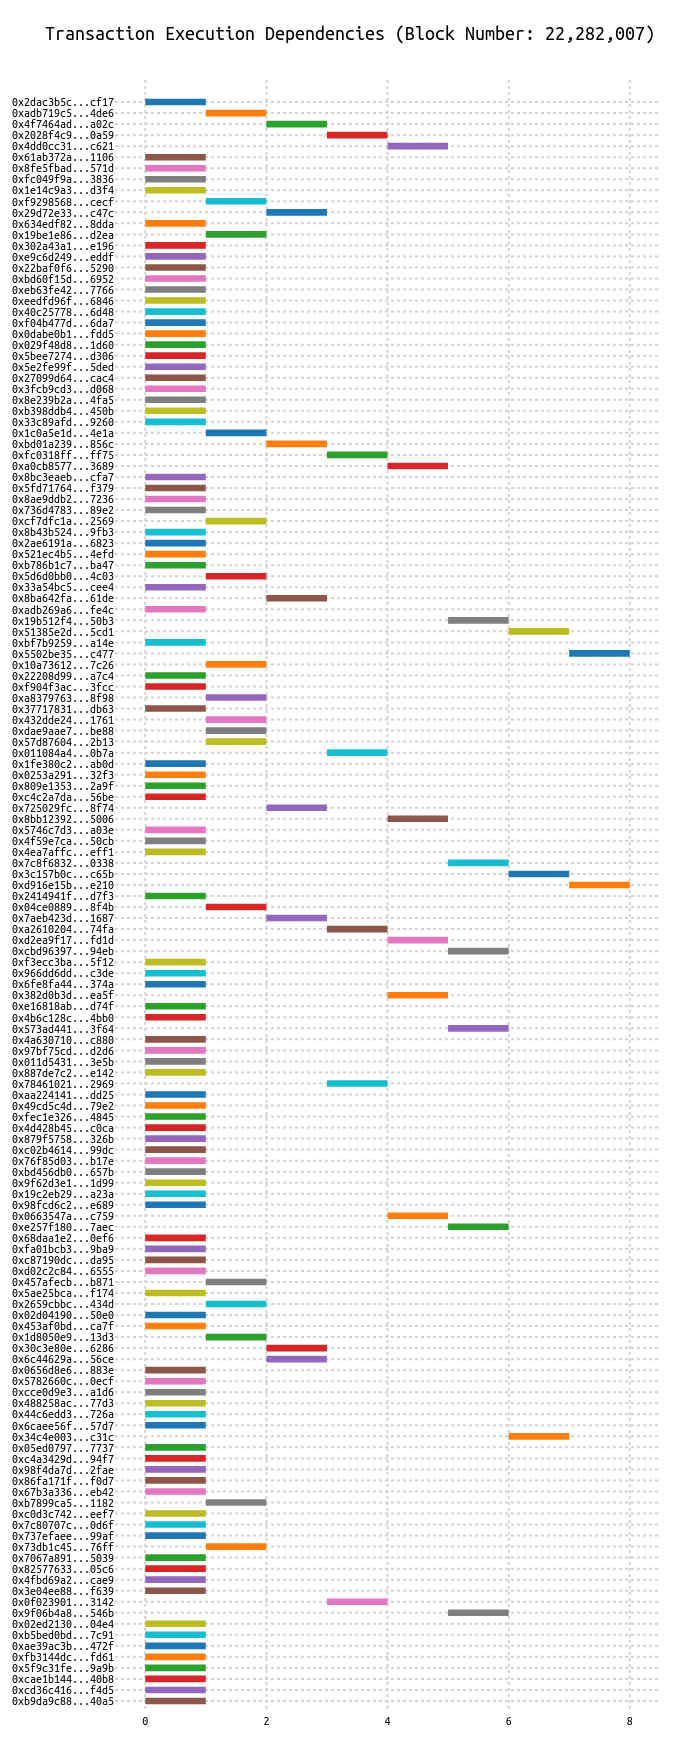 Transaction Execution Dependencies (Block Number: 22,282,007)
0x2dac3b5c...cf17
0xadb719c5...4de6
0x4f7464ad...a02c
0x2028f4c9...0a59
0x4dd0cc31...c621
0x61ab372a...1106
0x8fe5fbad...571d
0xfc049f9a...3836
0x1e14c9a3...d3f4
0xf9298568...cecf
0x29d72e33...c47c
0x634edf82...8dda
0x19be1e86...d2ea
0x302a43a1...e196
0xe9c6d249...eddf
0x22baf0f6...5290
0xbd60f15d...6952
0xeb63fe42...7766
0xeedfd96f...6846
0x40c25778...6d48
0xf04b477d...6da7
0x0dabe0b1...fdd5
0x029f48d8...1d60
0x5bee7274...d306
0x5e2fe99f...5ded
0x27099d64...cac4
0x3fcb9cd3...d068
0x8e239b2a...4fa5
0xb398ddb4...450b
0x33c89afd...9260
0x1c0a5e1d...4e1a
0xbd01a239...856c
0xfc0318ff...ff75
0xa0cb8577...3689
0x8bc3eaeb...cfa7
0x5fd71764...f379
0x8ae9ddb2...7236
0x736d4783...89e2
0xcf7dfc1a...2569
0x8b43b524...9fb3
0x2ae6191a...6823
0x521ec4b5...4efd
0xb786b1c7...ba47
0x5d6d0bb0...4c03
0x33a54bc5...cee4
0x8ba642fa...61de
0xadb269a6...fe4c
0x19b512f4...50b3
0x51385e2d...5cd1
0xbf7b9259...a14e
0x5502be35...c477
0x10a73612...7c26
0x22208d99...a7c4
0xf904f3ac...3fcc
0xa8379763...8f98
0x37717831...db63
0x432dde24...1761
0xdae9aae7...be88
0x57d87604...2b13
0x011084a4...0b7a
0x1fe380c2...ab0d
0x0253a291...32f3
0x809e1353...2a9f
0xc4c2a7da...56be
0x725029fc...8f74
0x8bb12392...5006
0x5746c7d3...a03e
0x4f59e7ca...50cb
0x4ea7affc...eff1
0x7c8f6832...0338
0x3c157b0c...c65b
0xd916e15b...e210
0x2414941f...d7f3
0x04ce0889...8f4b
0x7aeb423d...1687
0xa2610204...74fa
0xd2ea9f17...fd1d
0xcbd96397...94eb
0xf3ecc3ba...5f12
0x966dd6dd...c3de
0x6fe8fa44...374a
0x382d0b3d...ea5f
0xe16818ab...d74f
0x4b6c128c...4bb0
0x573ad441...3f64
0x4a630710...c880
0x97bf75cd...d2d6
0x011d5431...3e5b
0x887de7c2...e142
0x78461021...2969
0xaa224141...dd25
0x49cd5c4d...79e2
0xfec1e326...4845
0x4d428b45...c0ca
0x879f5758...326b
0xc02b4614...99dc
0x76f85d03...b17e
0xbd456db0...657b
0x9f62d3e1...1d99
0x19c2eb29...a23a
0x98fcd6c2...e689
0x0663547a...c759
0xe257f180...7aec
0x68daa1e2...0ef6
0xfa01bcb3...9ba9
0xc87190dc...da95
0xd02c2c84...6555
0x457afecb...b871
0x5ae25bca...f174
0x2659cbbc...434d
0x02d04190...50e0
0x453af0bd...ca7f
0x1d8050e9...13d3
0x30c3e80e...6286
0x6c44629a...56ce
0x0656d8e6...883e
0x5782660c...0ecf
0xcce0d9e3...a1d6
0x488258ac...77d3
0x44c6edd3...726a
0x6caee56f...57d7
0x34c4e003...c31c
0x05ed0797...7737
0xc4a3429d...94f7
0x98f4da7d...2fae
0x86fa171f...f0d7
0x67b3a336...eb42
0xb7899ca5...1182
0xc0d3c742...eef7
0x7c80707c...0d6f
0x737efaee...99af
0x73db1c45...76ff
0x7067a891...5039
0x82577633...05c6
0x4fbd69a2...cae9
0x3e04ee88...f639
0x0f023901...3142
0x9f06b4a8...546b
0x02ed2130...04e4
0xb5bed0bd...7c91
0xae39ac3b...472f
0xfb3144dc...fd61
0x5f9c31fe...9a9b
0xcae1b144...40b8
0xcd36c416...f4d5
0xb9da9c88...40a5
0 2 4 6 8